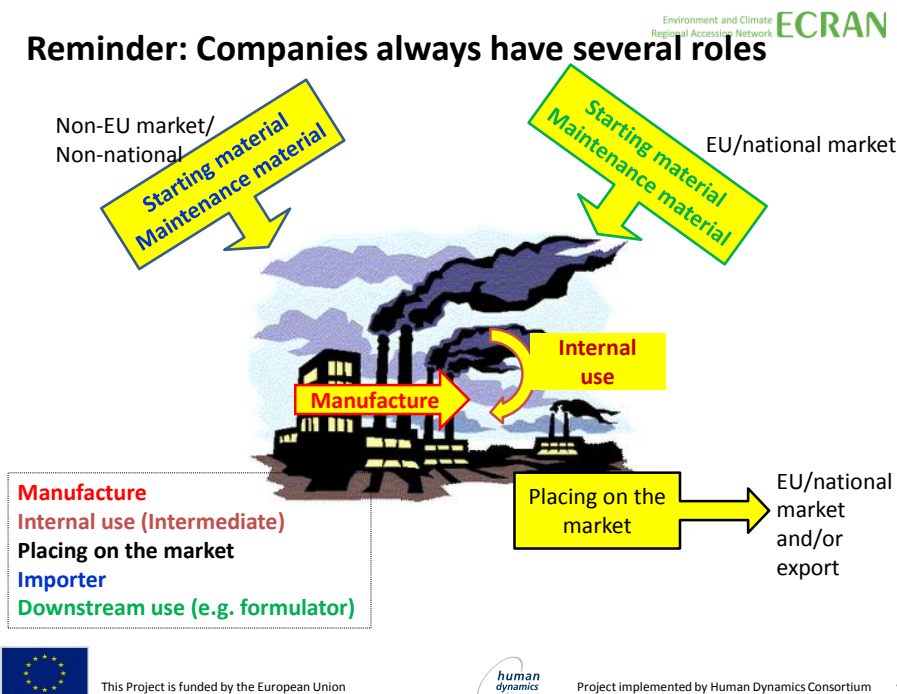 Environment and Climate
Regional Accession Network ECRAN
Reminder: Companies always have several roles
Non-EU market/
Non-national
Starting material
Maintenance material
Starting material
Maintenance material
EU/national market
Internal
use
Manufacture
Manufacture
Internal use (Intermediate)
Placing on the market
Importer
Downstream use (e.g. formulator)
Placing on the
market
EU/national
market
and/or
export
This Project is funded by the European Union
human
dynamics
Project implemented by Human Dynamics Consortium